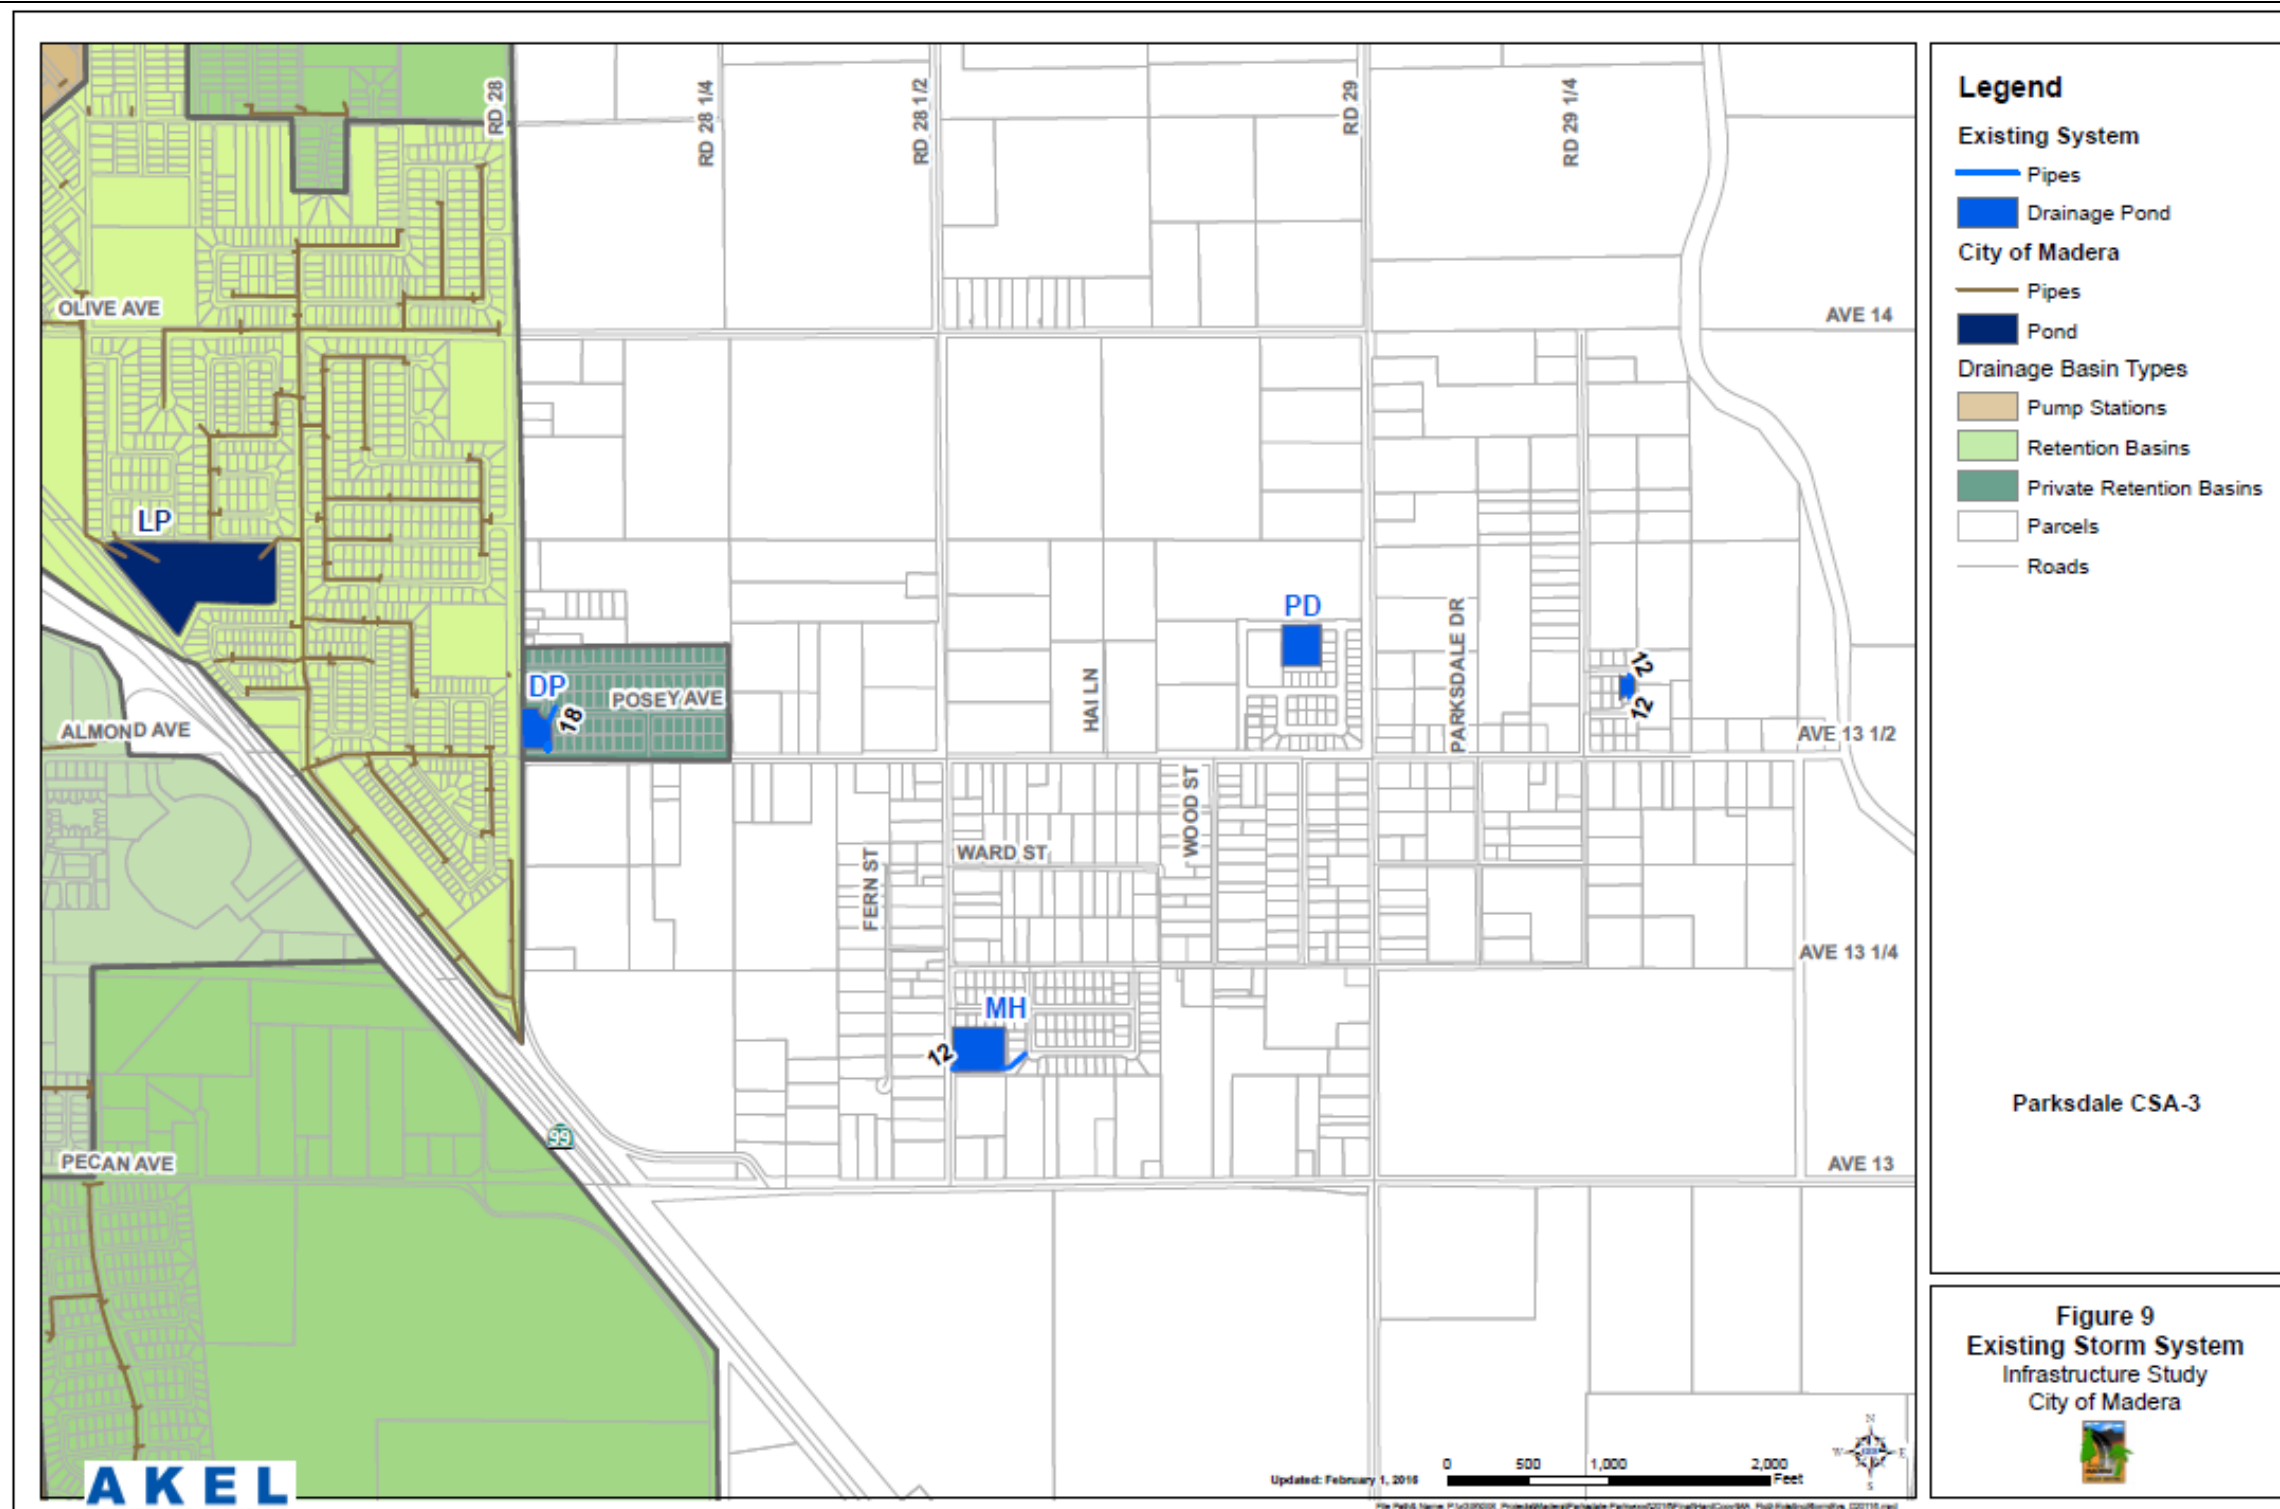 RD 28
RD 28 1/4
RD 28 1/2
RD 29
RD 29 1/4
OLIVE AVE
AVE 14
LP
PD
PARKSDALE DR
12
12
DP
18
POSEY AVE
HAI LN
ALMOND AVE
AVE 13 1/2
WOOD ST
WARD ST
FERN ST
AVE 13 1/4
MH
12
99
PECAN AVE
AVE 13
AKEL
Updated: February 1, 2016
0 500 1,000 2,000
Feet
N
W E
S
Legend
Existing System
Pipes
Drainage Pond
City of Madera
Pipes
Pond
Drainage Basin Types
Pump Stations
Retention Basins
Private Retention Basins
Parcels
Roads
Parksdale CSA-3
Figure 9
Existing Storm System
Infrastructure Study
City of Madera